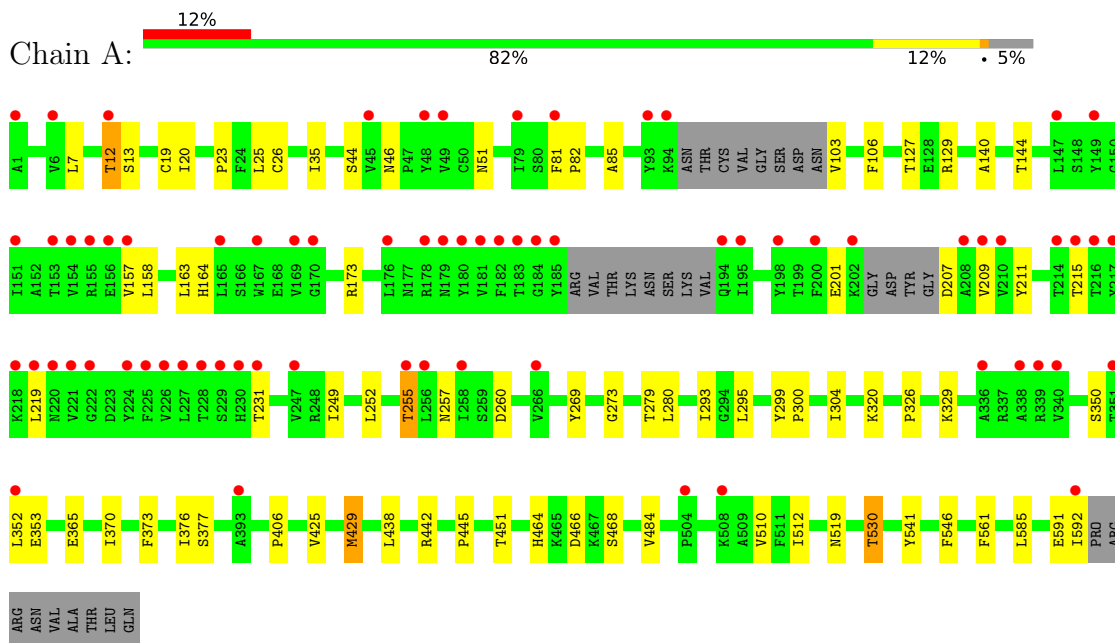 12%
Chain A:
82% 12% • 5%
A1 V6 L7 T12 S13 C19 I20 P23 F24 L25 C26 I35 S44 V45 N46 P47 Y48 V49 C50 N51 I79 S80 F81 P82 A85 Y93 K94 ASN THR CYS VAL GLY SER ASP ASN V103 F106 T127 E128 R129 A140 T144 L147 S148 Y149 G150
I151 A152 T153 V154 R155 E156 V157 L158 L163 H164 L165 S166 W167 E168 V169 G170 R173 L176 N177 R178 N179 Y180 V181 F182 T183 G184 Y185 ARG VAL THR LYS ASN SER LYS VAL Q194 I195 Y198 T199 F200 E201 K202 GLY ASP TYR GLY D207 A208 V209 V210 Y211 T214 T215 T216 Y217
K218 L219 N220 V221 G222 D223 Y224 F225 V226 L227 T228 S229 H230 T231 V247 R248 I249 L252 T255 L256 N257 I258 S259 D260 V266 Y269 G273 T279 L280 I293 G294 L295 Y299 P300 I304 K320 P326 K329 A336 R337 A338 R339 V340 S350 T351
L352 E353 E365 I370 F373 I376 S377 A393 P406 V425 M429 L438 R442 P445 T451 H464 K465 D466 K467 S468 V484 P504 K508 A509 V510 F511 I512 N519 T530 Y541 F546 F561 L585 E591 I592 PRO ARG
ARG ASN VAL ALA THR LEU GLN